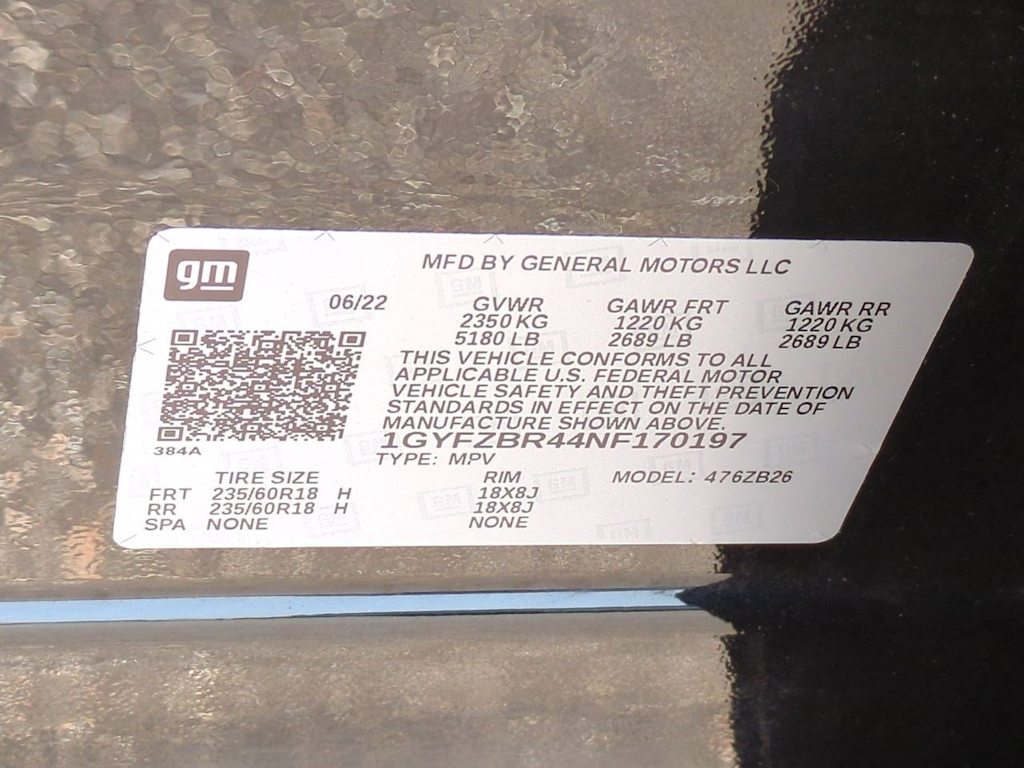 gm
MFD BY GENERAL MOTORS LLC
06/22
GVWR GAWR FRT GAWR RR
2350 KG 1220 KG 1220 KG
5180 LB 2689 LB 2689 LB
THIS VEHICLE CONFORMS TO ALL
APPLICABLE U.S. FEDERAL MOTOR
VEHICLE SAFETY AND THEFT PREVENTION
STANDARDS IN EFFECT ON THE DATE OF
MANUFACTURE SHOWN ABOVE.
1GYFZBR44NF170197
384A
TYPE: MPV
TIRE SIZE RIM MODEL: 476ZB26
FRT 235/60R18 H 18X8J
RR 235/60R18 H 18X8J
SPA NONE NONE